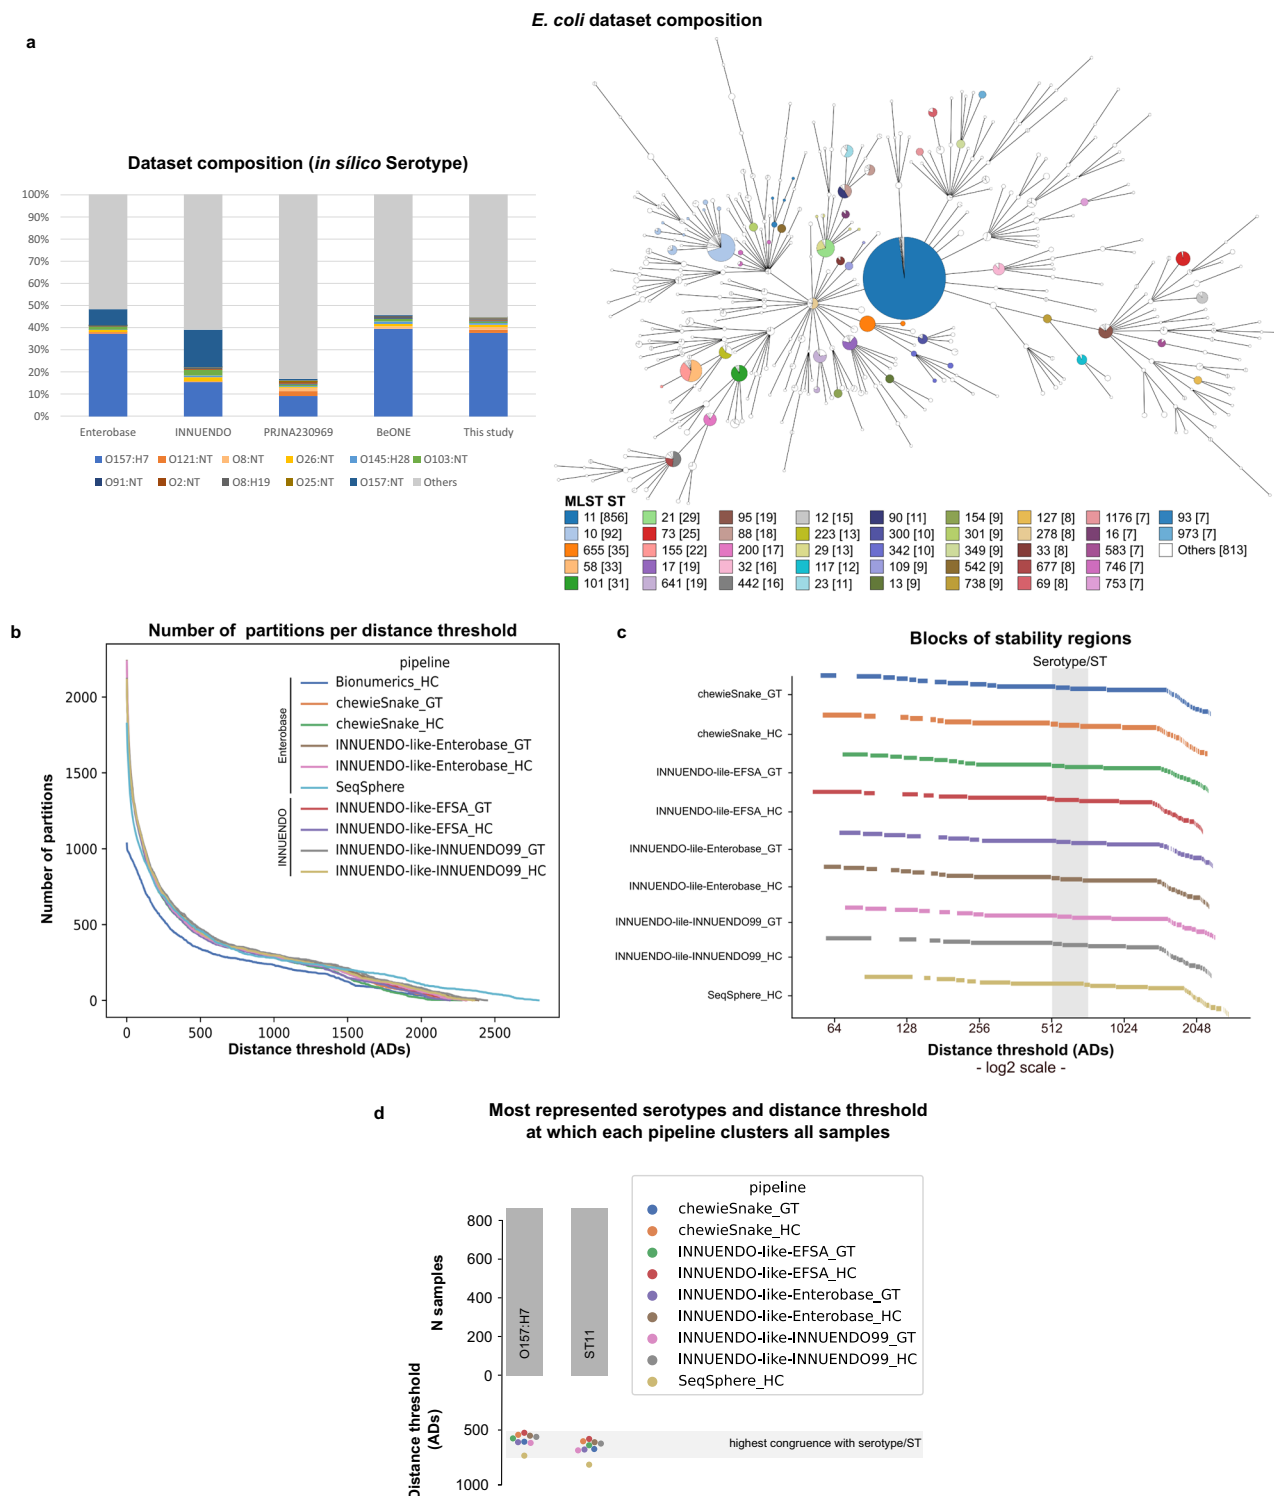 E. coli dataset composition
a
Dataset composition (in sílico Serotype)
100%
90%
80%
70%
60%
50%
40%
30%
20%
10%
0%
Enterobase INNUENDO PRJNA230969 BeONE This study
O157:H7 O121:NT O8:NT O26:NT O145:H28 O103:NT
O91:NT O2:NT O8:H19 O25:NT O157:NT Others
MLST ST
11 [856] 21 [29] 95 [19] 12 [15] 90 [11] 154 [9] 127 [8] 1176 [7] 93 [7]
10 [92] 73 [25] 88 [18] 223 [13] 300 [10] 301 [9] 278 [8] 16 [7] 973 [7]
655 [35] 155 [22] 200 [17] 29 [13] 342 [10] 349 [9] 33 [8] 583 [7] Others [813]
58 [33] 17 [19] 32 [16] 117 [12] 109 [9] 542 [9] 677 [8] 746 [7]
101 [31] 641 [19] 442 [16] 23 [11] 13 [9] 738 [9] 69 [8] 753 [7]
b
Number of partitions per distance threshold
pipeline
Enterobase
Bionumerics_HC
chewieSnake_GT
chewieSnake_HC
INNUENDO-like-Enterobase_GT
INNUENDO-like-Enterobase_HC
SeqSphere
INNUENDO
INNUENDO-like-EFSA_GT
INNUENDO-like-EFSA_HC
INNUENDO-like-INNUENDO99_GT
INNUENDO-like-INNUENDO99_HC
Number of partitions
2000
1500
1000
500
0
0 500 1000 1500 2000 2500
Distance threshold (ADs)
c
Blocks of stability regions
Serotype/ST
chewieSnake_GT
chewieSnake_HC
INNUENDO-lile-EFSA_GT
INNUENDO-lile-EFSA_HC
INNUENDO-lile-Enterobase_GT
INNUENDO-lile-Enterobase_HC
INNUENDO-lile-INNUENDO99_GT
INNUENDO-lile-INNUENDO99_HC
SeqSphere_HC
64 128 256 512 1024 2048
Distance threshold (ADs)
- log2 scale -
d
Most represented serotypes and distance threshold
at which each pipeline clusters all samples
pipeline
chewieSnake_GT
chewieSnake_HC
INNUENDO-like-EFSA_GT
INNUENDO-like-EFSA_HC
INNUENDO-like-Enterobase_GT
INNUENDO-like-Enterobase_HC
INNUENDO-like-INNUENDO99_GT
INNUENDO-like-INNUENDO99_HC
SeqSphere_HC
N samples
800
600
400
200
0
O157:H7
ST11
Distance threshold
(ADs)
500
1000
highest congruence with serotype/ST